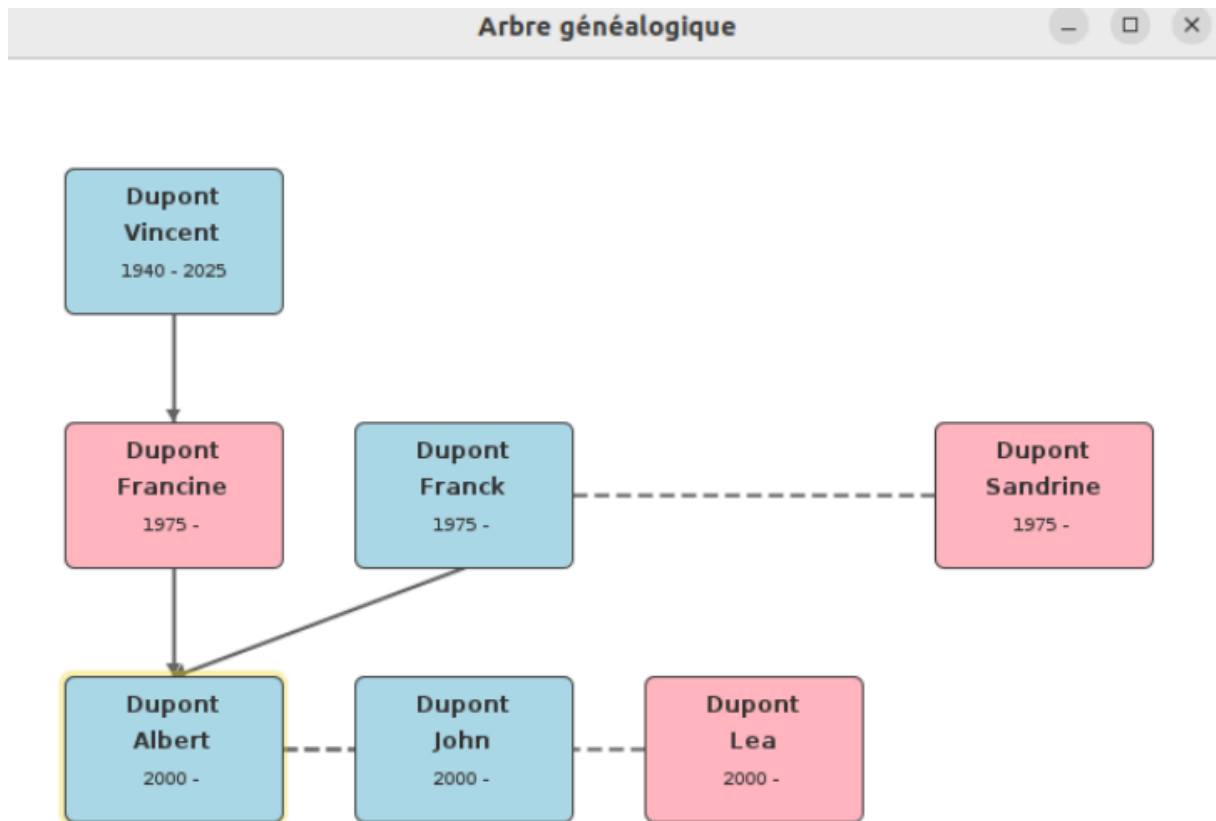 Arbre généalogique
Dupont
Vincent
1940 - 2025
Dupont
Francine
1975 -
Dupont
Franck
1975 -
Dupont
Sandrine
1975 -
Dupont
Albert
2000 -
Dupont
John
2000 -
Dupont
Lea
2000 -